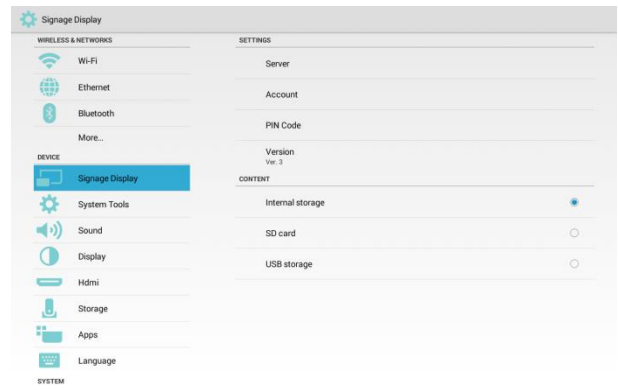 Signage Display
WIRELESS & NETWORKS
Wi-Fi
Ethernet
Bluetooth
More...
DEVICE
Signage Display
System Tools
Sound
Display
Hdmi
Storage
Apps
Language
SYSTEM
SETTINGS
Server
Account
PIN Code
Version
Ver. 3
CONTENT
Internal storage
SD card
USB storage